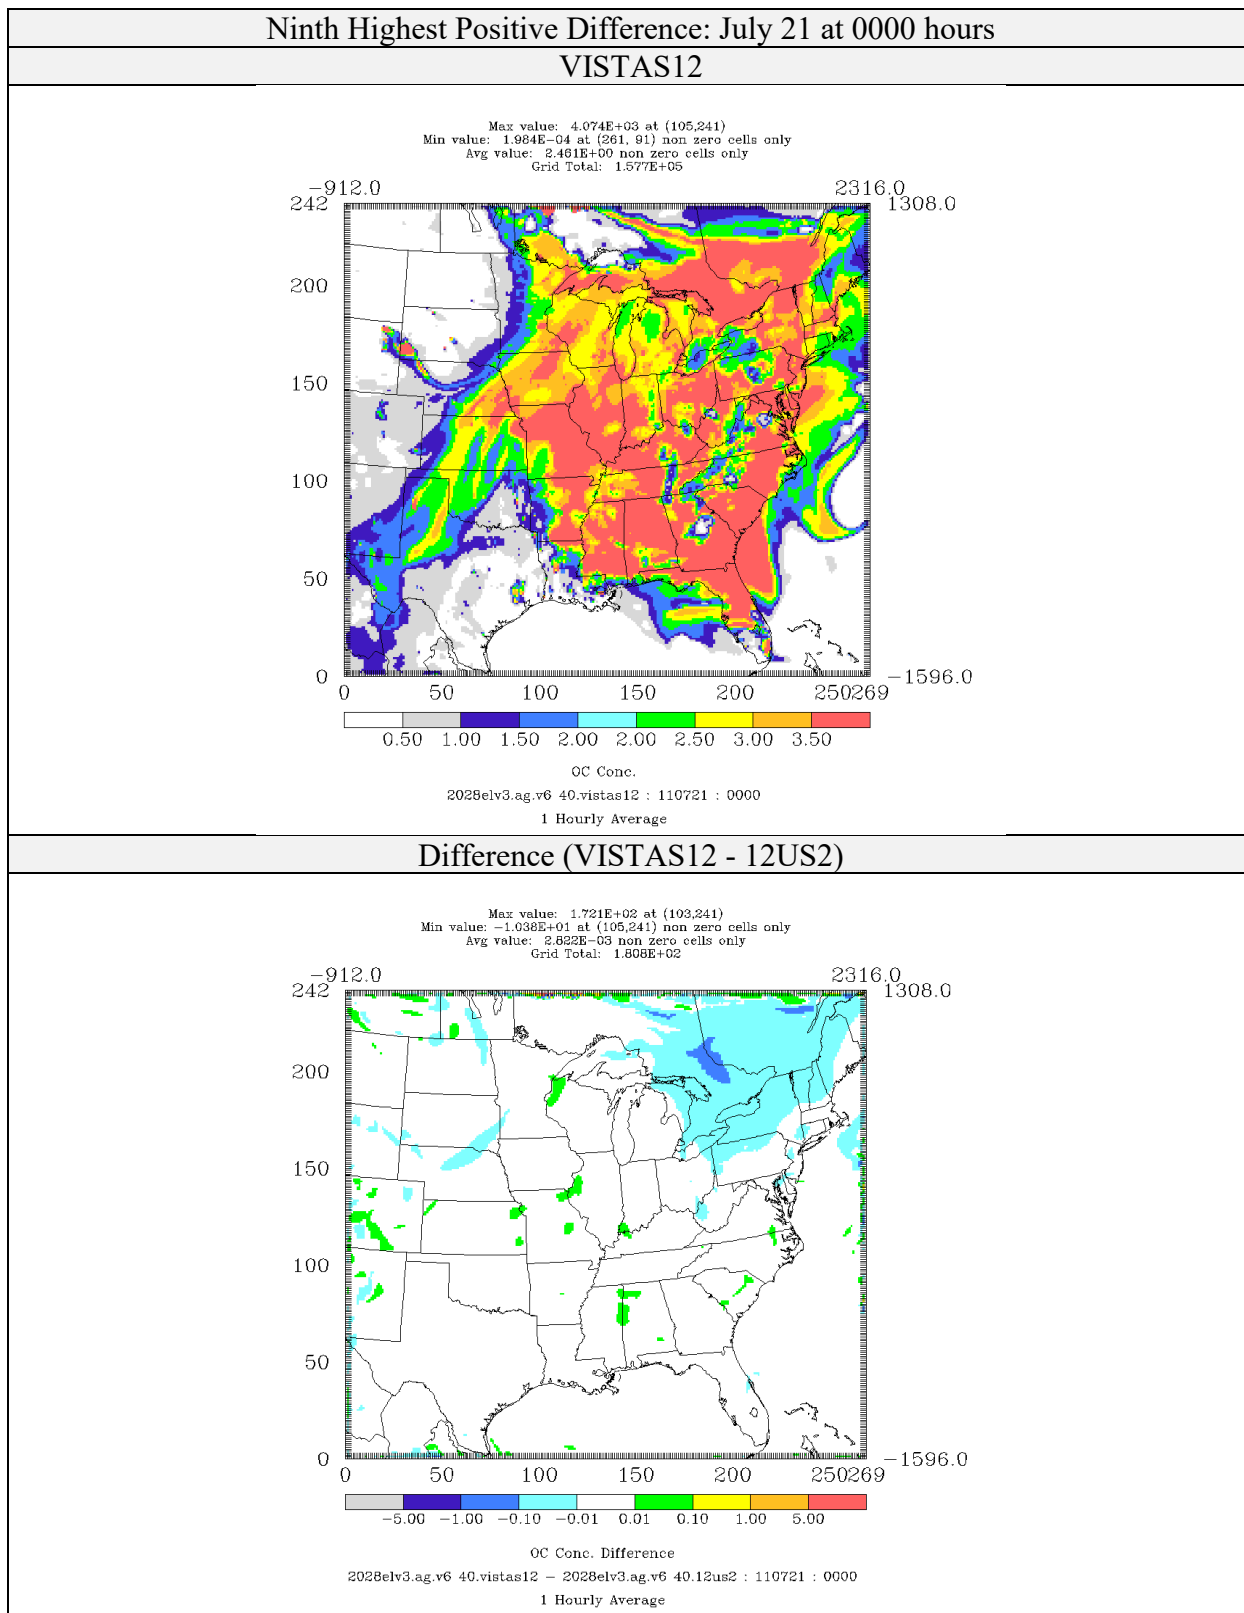 Ninth Highest Positive Difference: July 21 at 0000 hours
VISTAS12
Max value: 4.074E+03 at (105,241)
Min value: 1.984E-04 at (261, 91) non zero cells only
Avg value: 2.461E+00 non zero cells only
Grid Total: 1.577E+05
-912.0 2316.0
242 1308.0
200
150
100
50
0 -1596.0
0 50 100 150 200 250269
0.50 1.00 1.50 2.00 2.00 2.50 3.00 3.50
OC Conc.
2028elv3.ag.v6 40.vistas12 : 110721 : 0000
1 Hourly Average
Difference (VISTAS12 - 12US2)
Max value: 1.721E+02 at (103,241)
Min value: -1.038E+01 at (105,241) non zero cells only
Avg value: 2.822E-03 non zero cells only
Grid Total: 1.808E+02
-912.0 2316.0
242 1308.0
200
150
100
50
0 -1596.0
0 50 100 150 200 250269
-5.00 -1.00 -0.10 -0.01 0.01 0.10 1.00 5.00
OC Conc. Difference
2028elv3.ag.v6 40.vistas12 - 2028elv3.ag.v6 40.12us2 : 110721 : 0000
1 Hourly Average